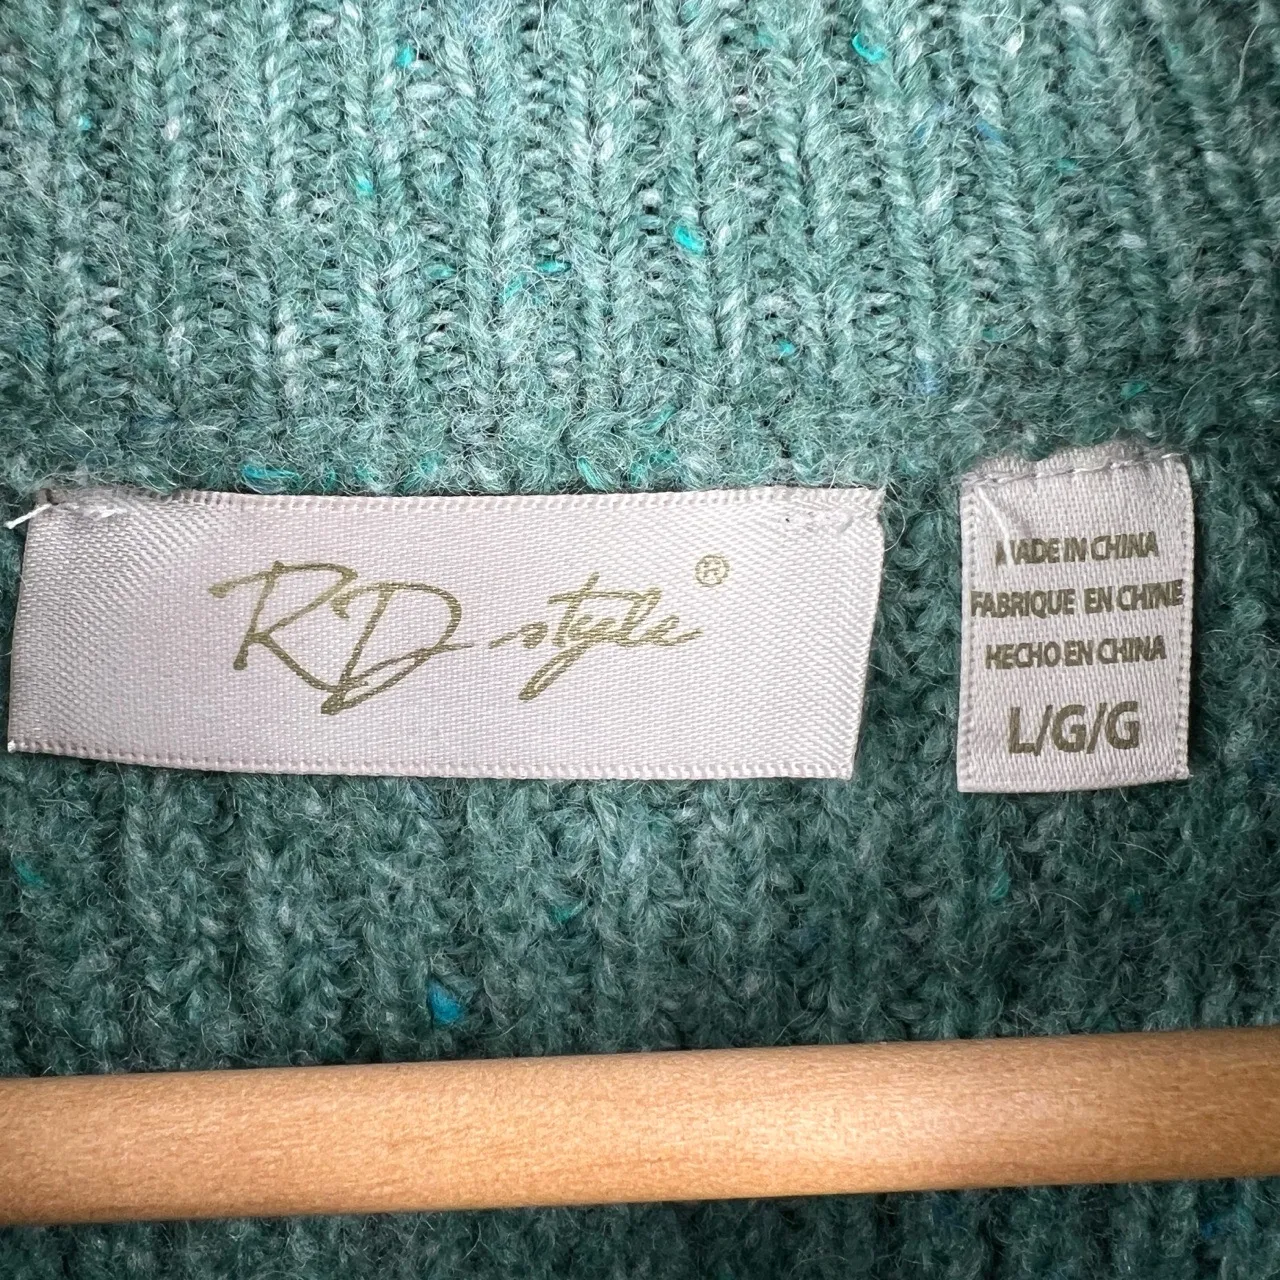 RD style ®
MADE IN CHINA
FABRIQUE EN CHINE
HECHO EN CHINA
L/G/G